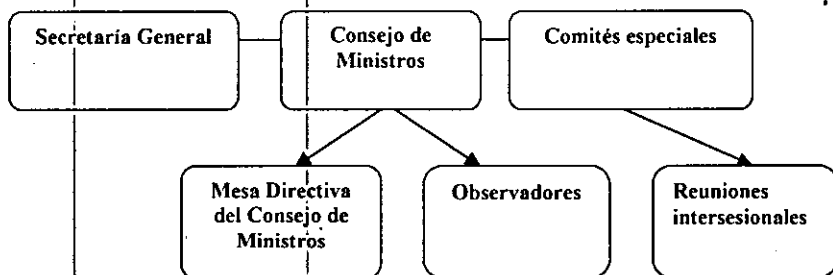 Secretaría General
Consejo de
Ministros
Comités especiales
Mesa Directiva
del Consejo de
Ministros
Observadores
Reuniones
intersesionales